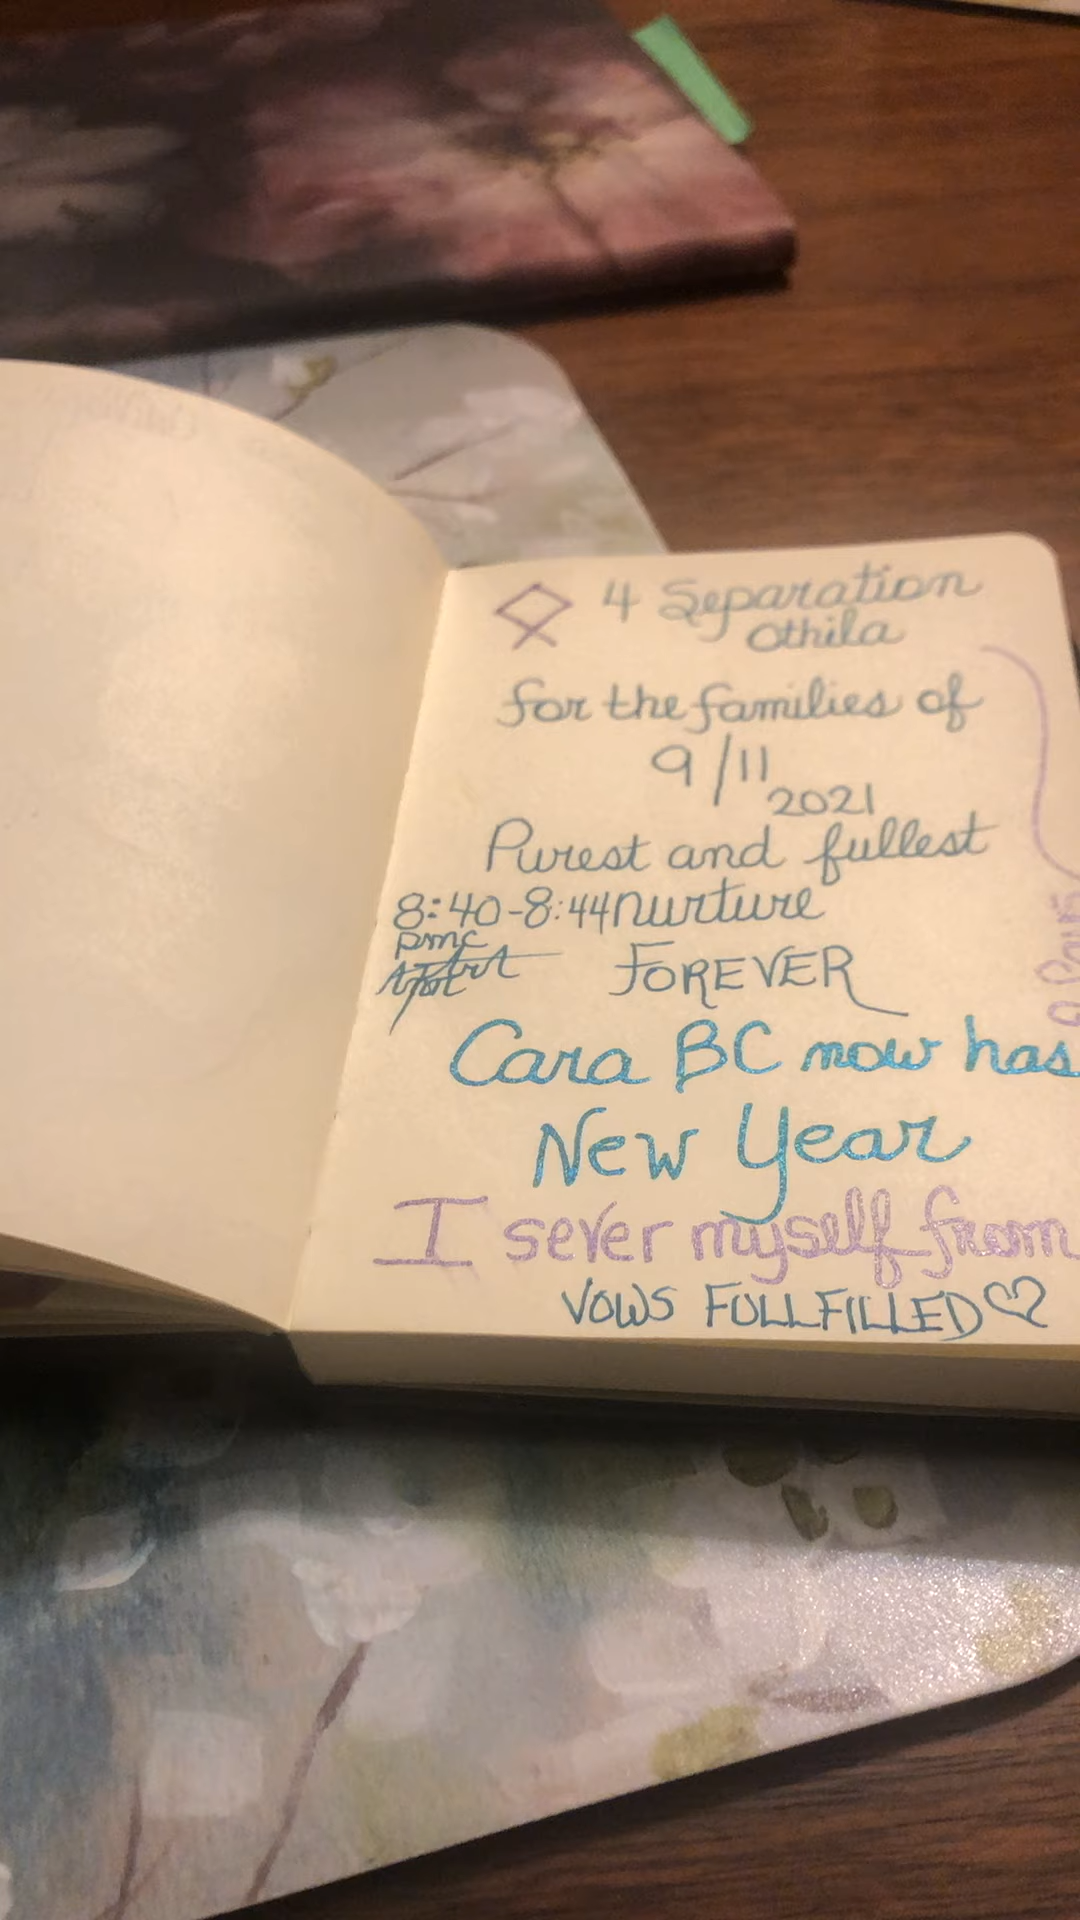 4 Separation
Othila
for the families of
9/11
2021
Purest and fullest
8:40-8:44 nurture
pmc
FOREVER
Cara BC now has
New Year
I sever myself from
VOWS FULLFILLED♡